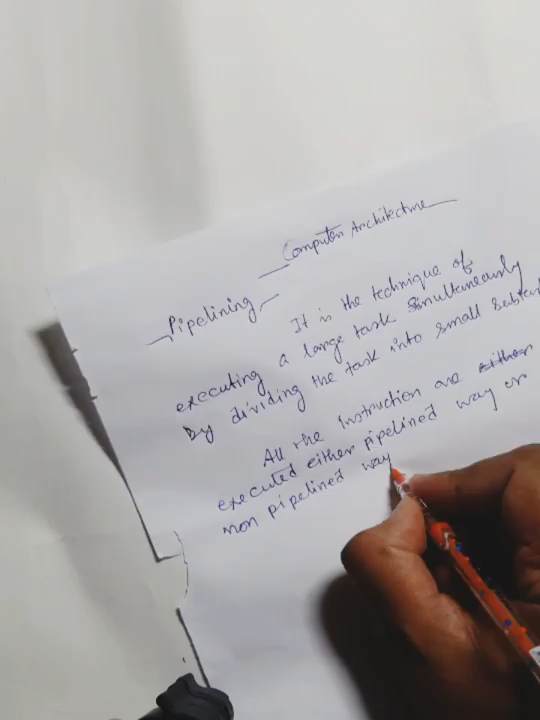 Computer Architecture
Pipelining
It is the technique of
executing a large task simultaneously
by dividing the task into small
All the Instruction are either
executed either pipelined way or
non pipelined way